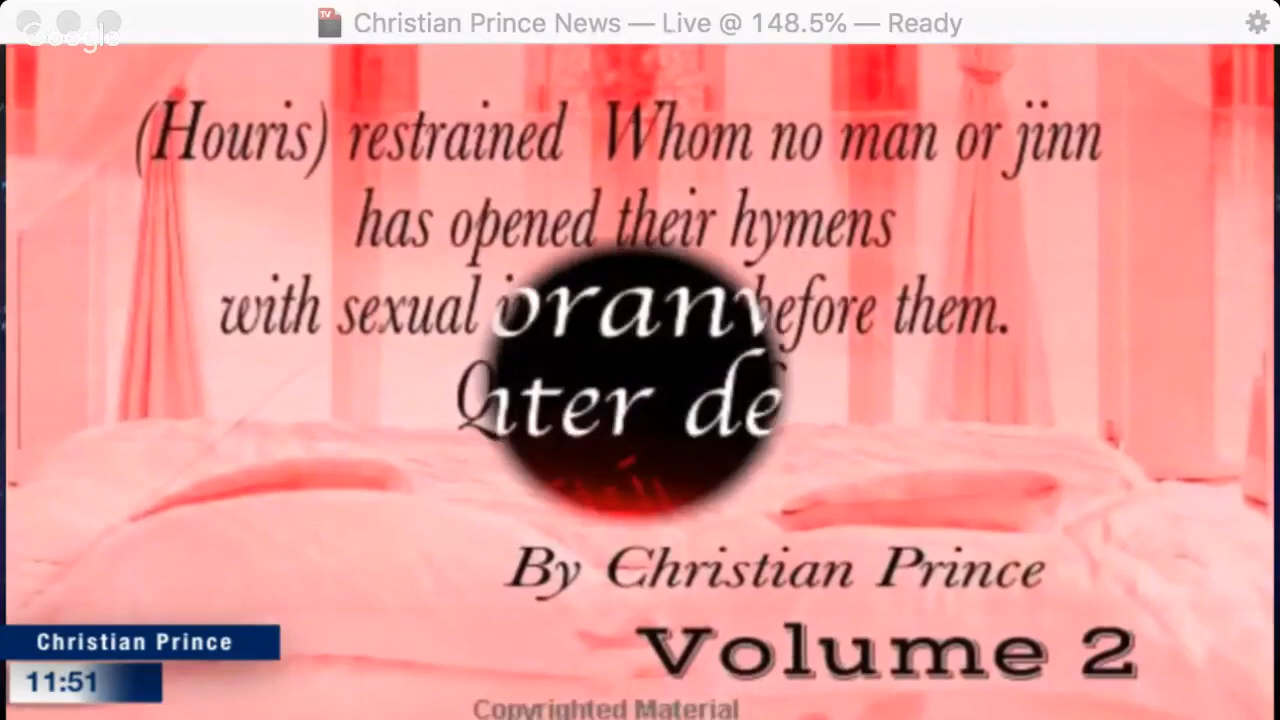 Christian Prince News — Live @ 148.5% — Ready
Google
(Houris) restrained Whom no man or jinn
has opened their hymens
with sexual before them.
By Christian Prince
Volume 2
Christian Prince
11:51
Copyrighted Material